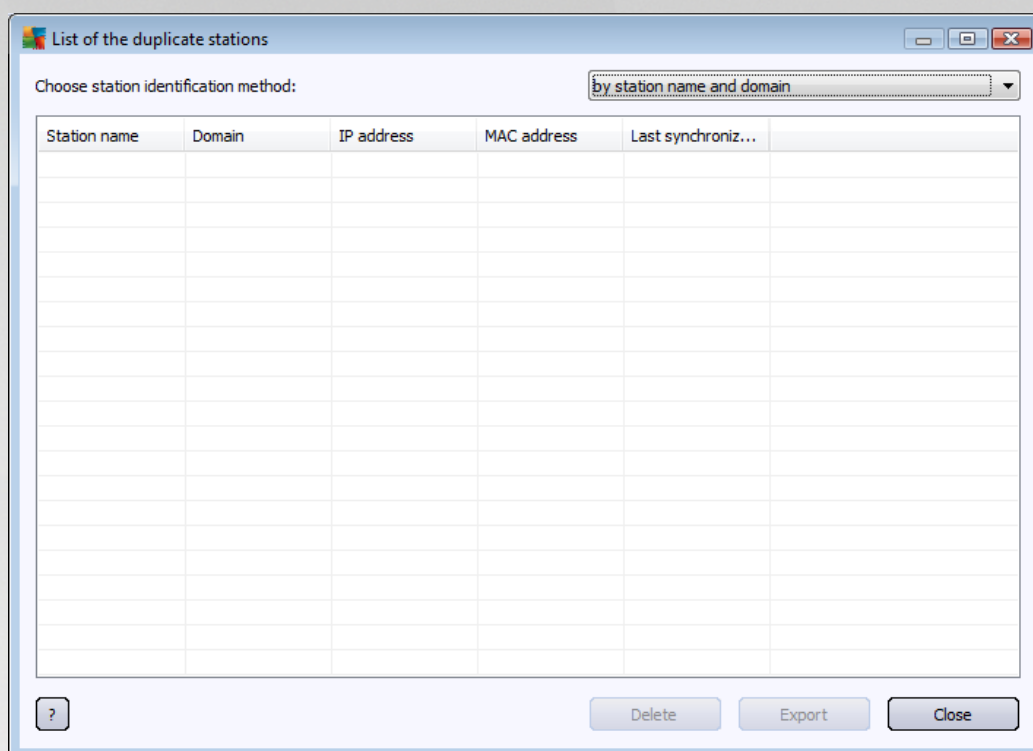 List of the duplicate stations
Choose station identification method: by station name and domain
Station name Domain IP address MAC address Last synchroniz...
? Delete Export Close